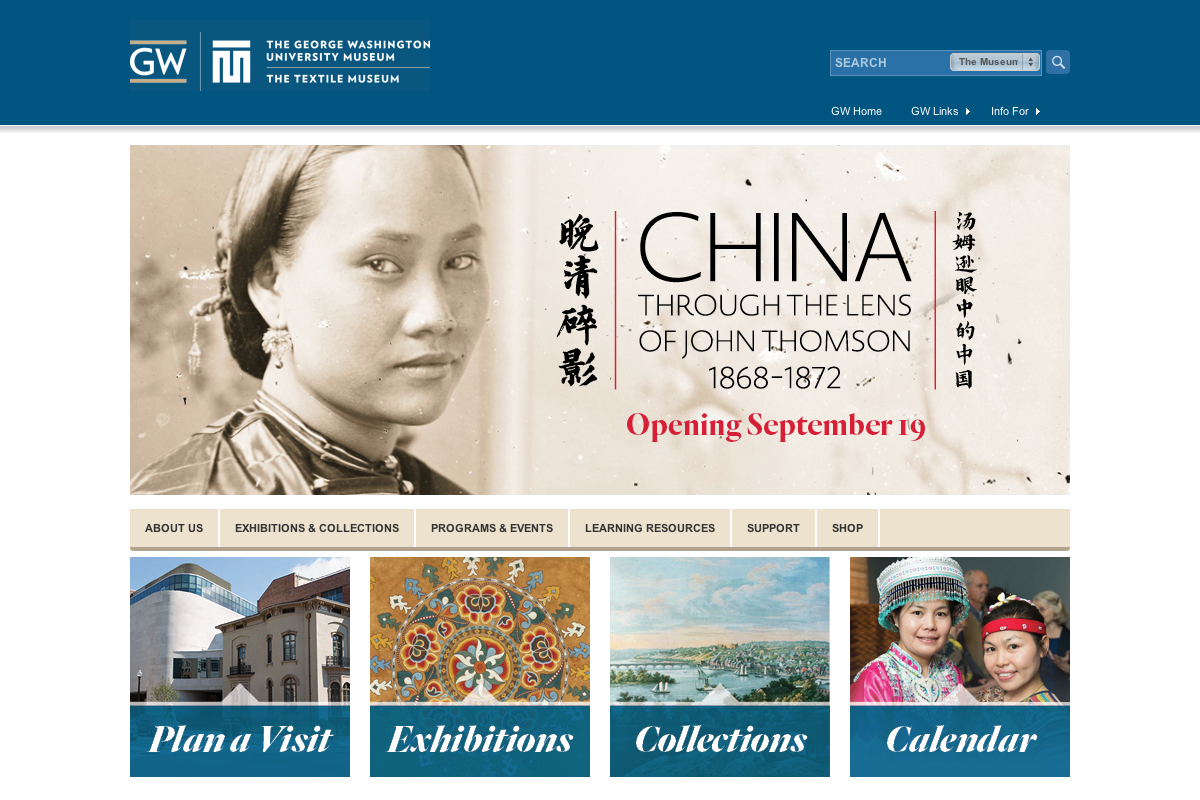 GW
THE GEORGE WASHINGTON
UNIVERSITY MUSEUM
THE TEXTILE MUSEUM
SEARCH
The Museum
GW Home
GW Links
Info For
晚清碎影
CHINA
THROUGH THE LENS
OF JOHN THOMSON
1868-1872
汤姆逊眼中的中国
Opening September 19
ABOUT US
EXHIBITIONS & COLLECTIONS
PROGRAMS & EVENTS
LEARNING RESOURCES
SUPPORT
SHOP
Plan a Visit
Exhibitions
Collections
Calendar